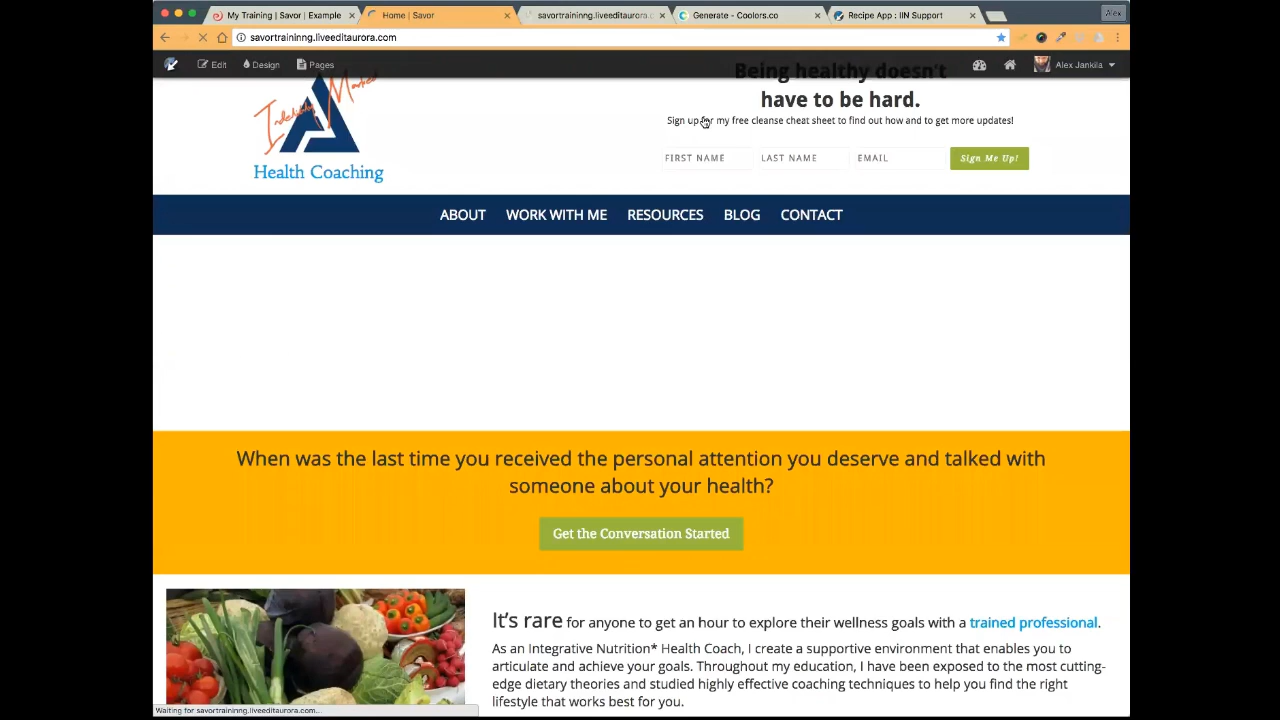 My Training | Savor | Example
Home | Savor
savortraininng.liveeditaurora.c
Generate - Coolors.co
Recipe App : IIN Support
Alex
savortraininng.liveeditaurora.com
Edit
Design
Pages
Alex Jankila
Indelibly Marked
Health Coaching
Being healthy doesn't
have to be hard.
Sign up for my free cleanse cheat sheet to find out how and to get more updates!
FIRST NAME
LAST NAME
EMAIL
Sign Me Up!
ABOUT
WORK WITH ME
RESOURCES
BLOG
CONTACT
When was the last time you received the personal attention you deserve and talked with
someone about your health?
Get the Conversation Started
It's rare for anyone to get an hour to explore their wellness goals with a trained professional.
As an Integrative Nutrition* Health Coach, I create a supportive environment that enables you to
articulate and achieve your goals. Throughout my education, I have been exposed to the most cutting-
edge dietary theories and studied highly effective coaching techniques to help you find the right
lifestyle that works best for you.
Waiting for savortraininng.liveeditaurora.com...